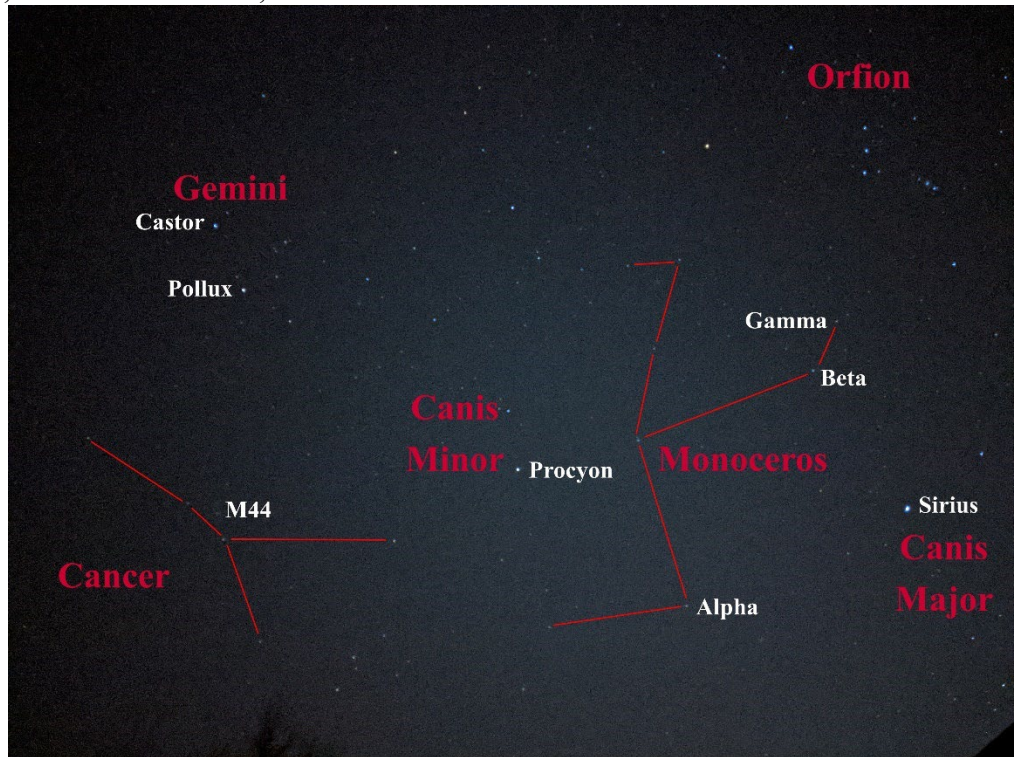 Orfion
Gemini
Castor
Pollux
Gamma
Beta
Canis
Minor
Procyon
Monoceros
M44
Sirius
Cancer
Canis
Major
Alpha